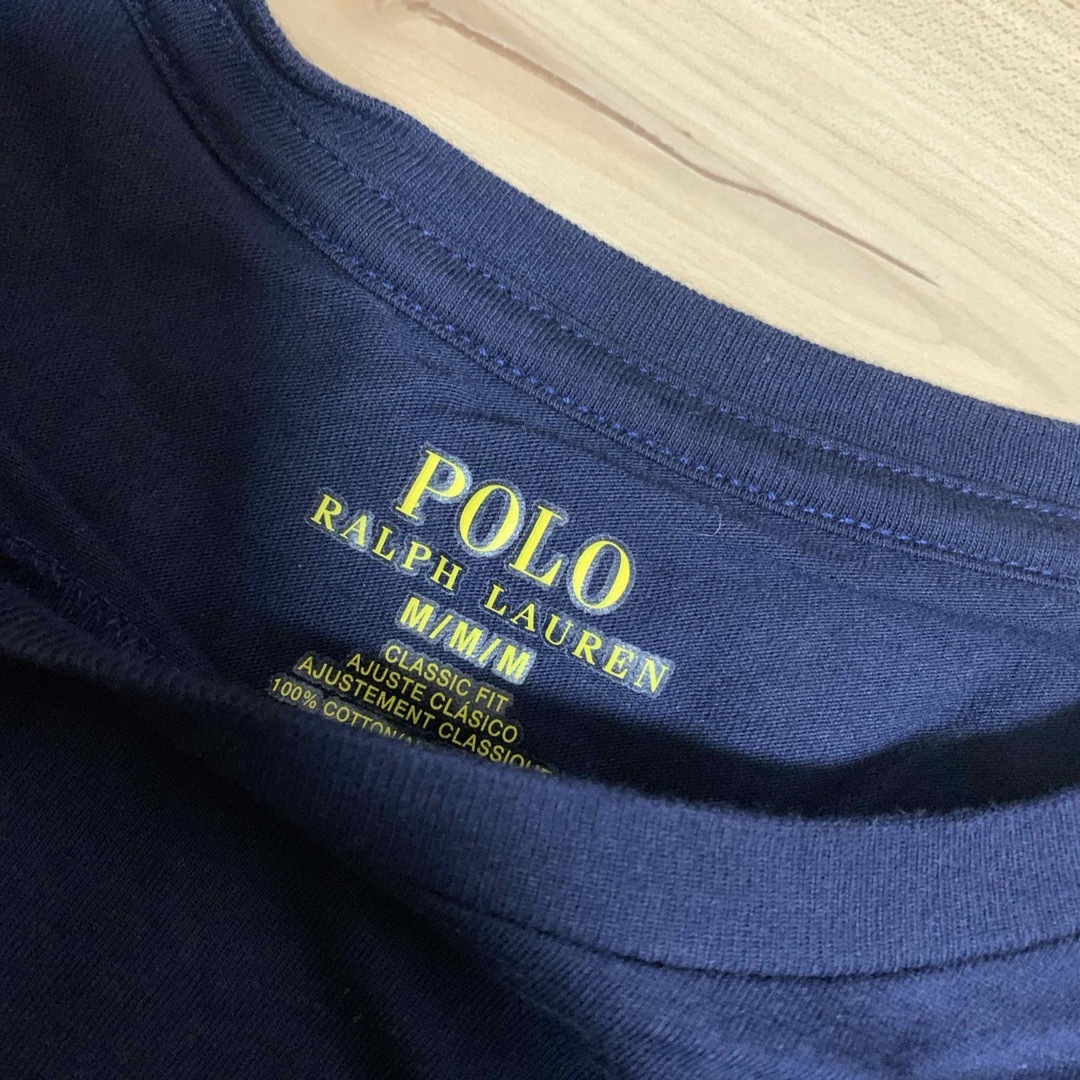 POLO
RALPH LAUREN
M/M/M
CLASSIC FIT
AJUSTE CLÁSICO
AJUSTEMENT CLASSIQUE
100% COTTON/